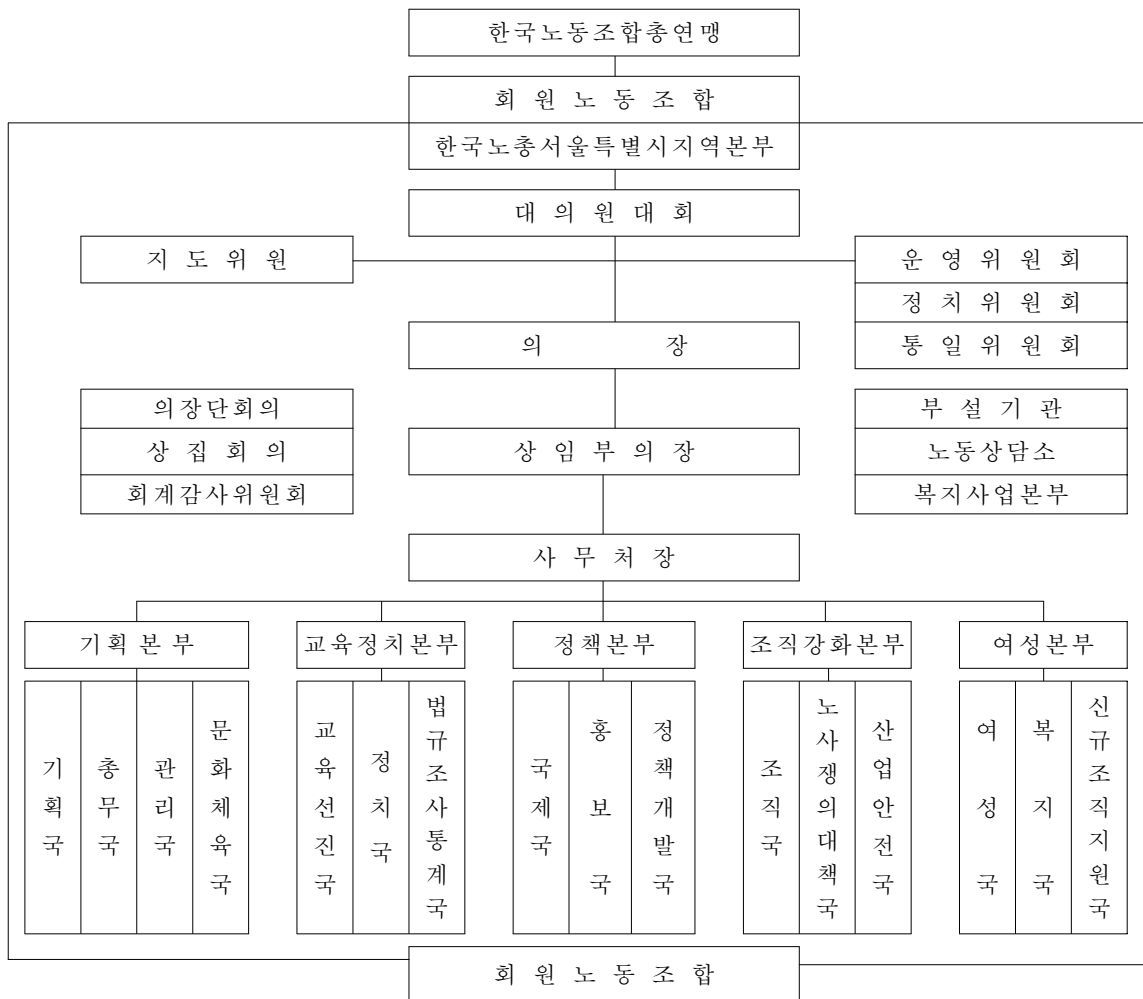 한국노동조합총연맹
회 원 노 동 조 합
한국노총서울특별시지역본부
대 의 원 대 회
지 도 위 원
운 영 위 원 회
정 치 위 원 회
통 일 위 원 회
의 장
의장단회의
상 집 회 의
회계감사위원회
상 임 부 의 장
부 설 기 관
노동상담소
복지사업본부
사 무 처 장
기획본부
교육정치본부
정책본부
조직강화본부
여성본부
기획국
총무국
관리국
문화체육국
교육선진국
정치국
법규조사통계국
국제국
홍보국
정책개발국
조직국
노사쟁의대책국
산업안전국
여성국
복지국
신규조직지원국
회 원 노 동 조 합